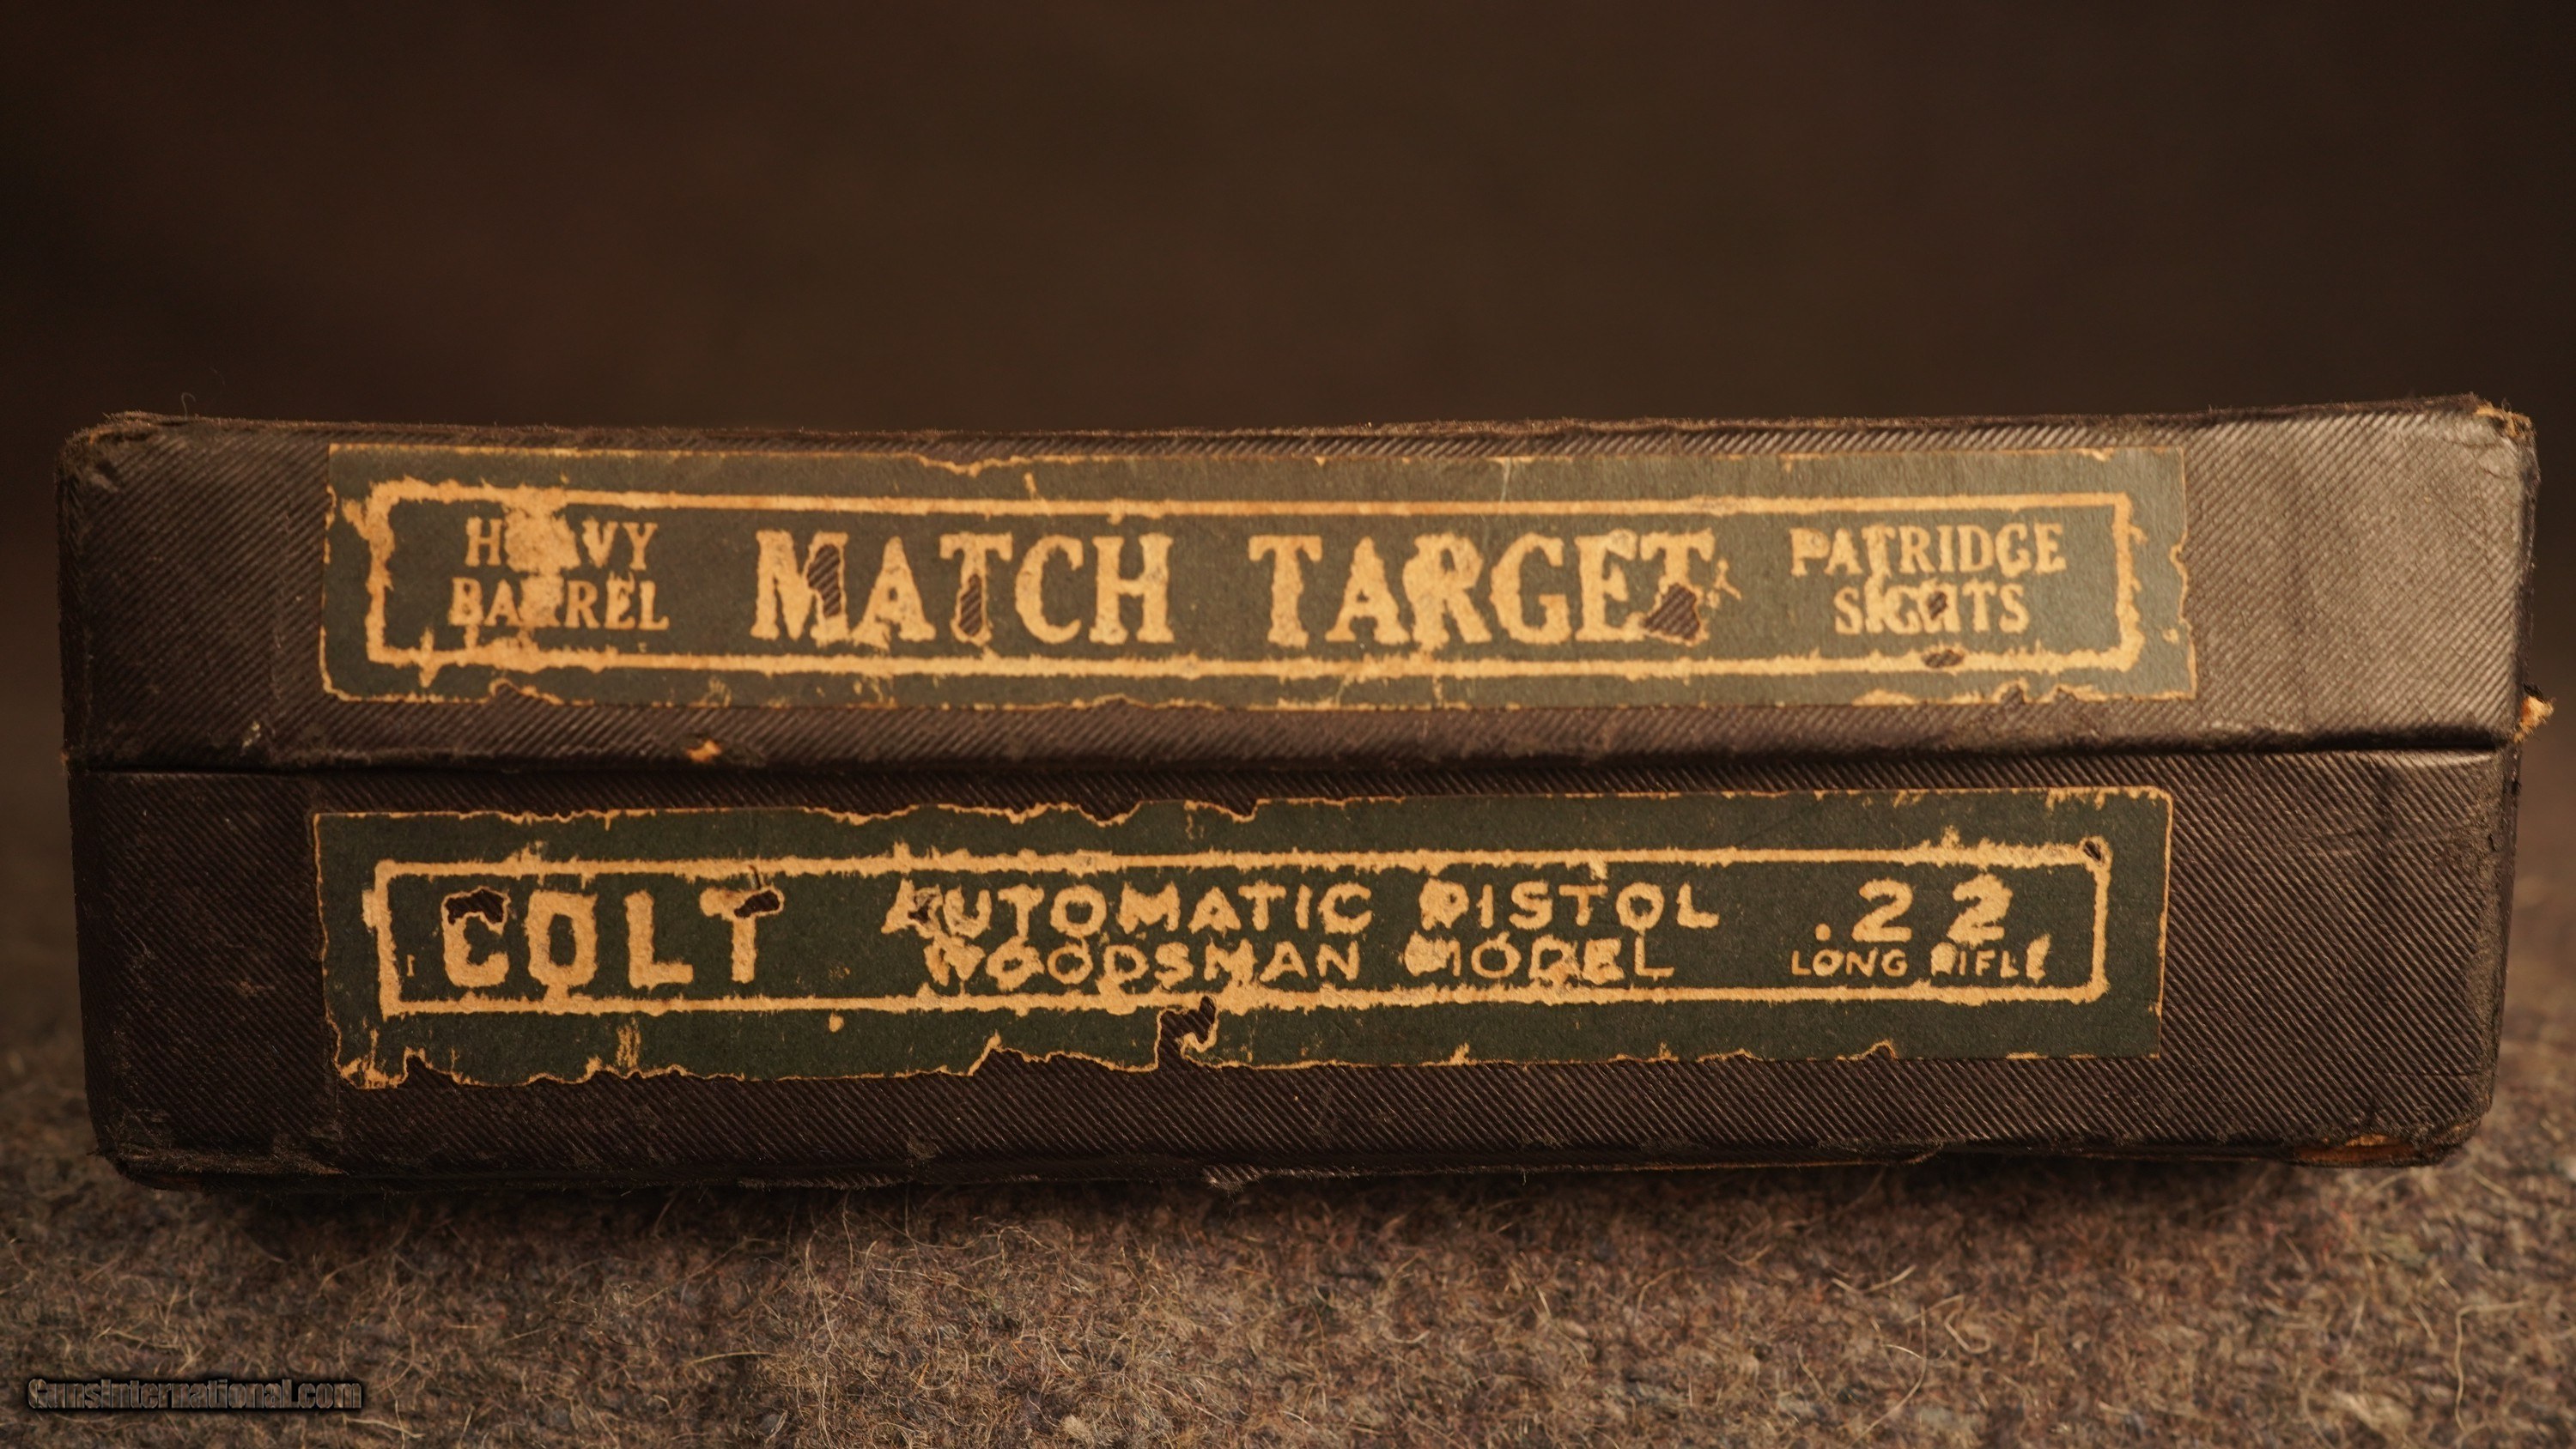 HEAVY BARREL MATCH TARGET PATRIDGE SIGHTS
COLT AUTOMATIC PISTOL .22
WOODSMAN MODEL LONG RIFLE
GunsInternational.com